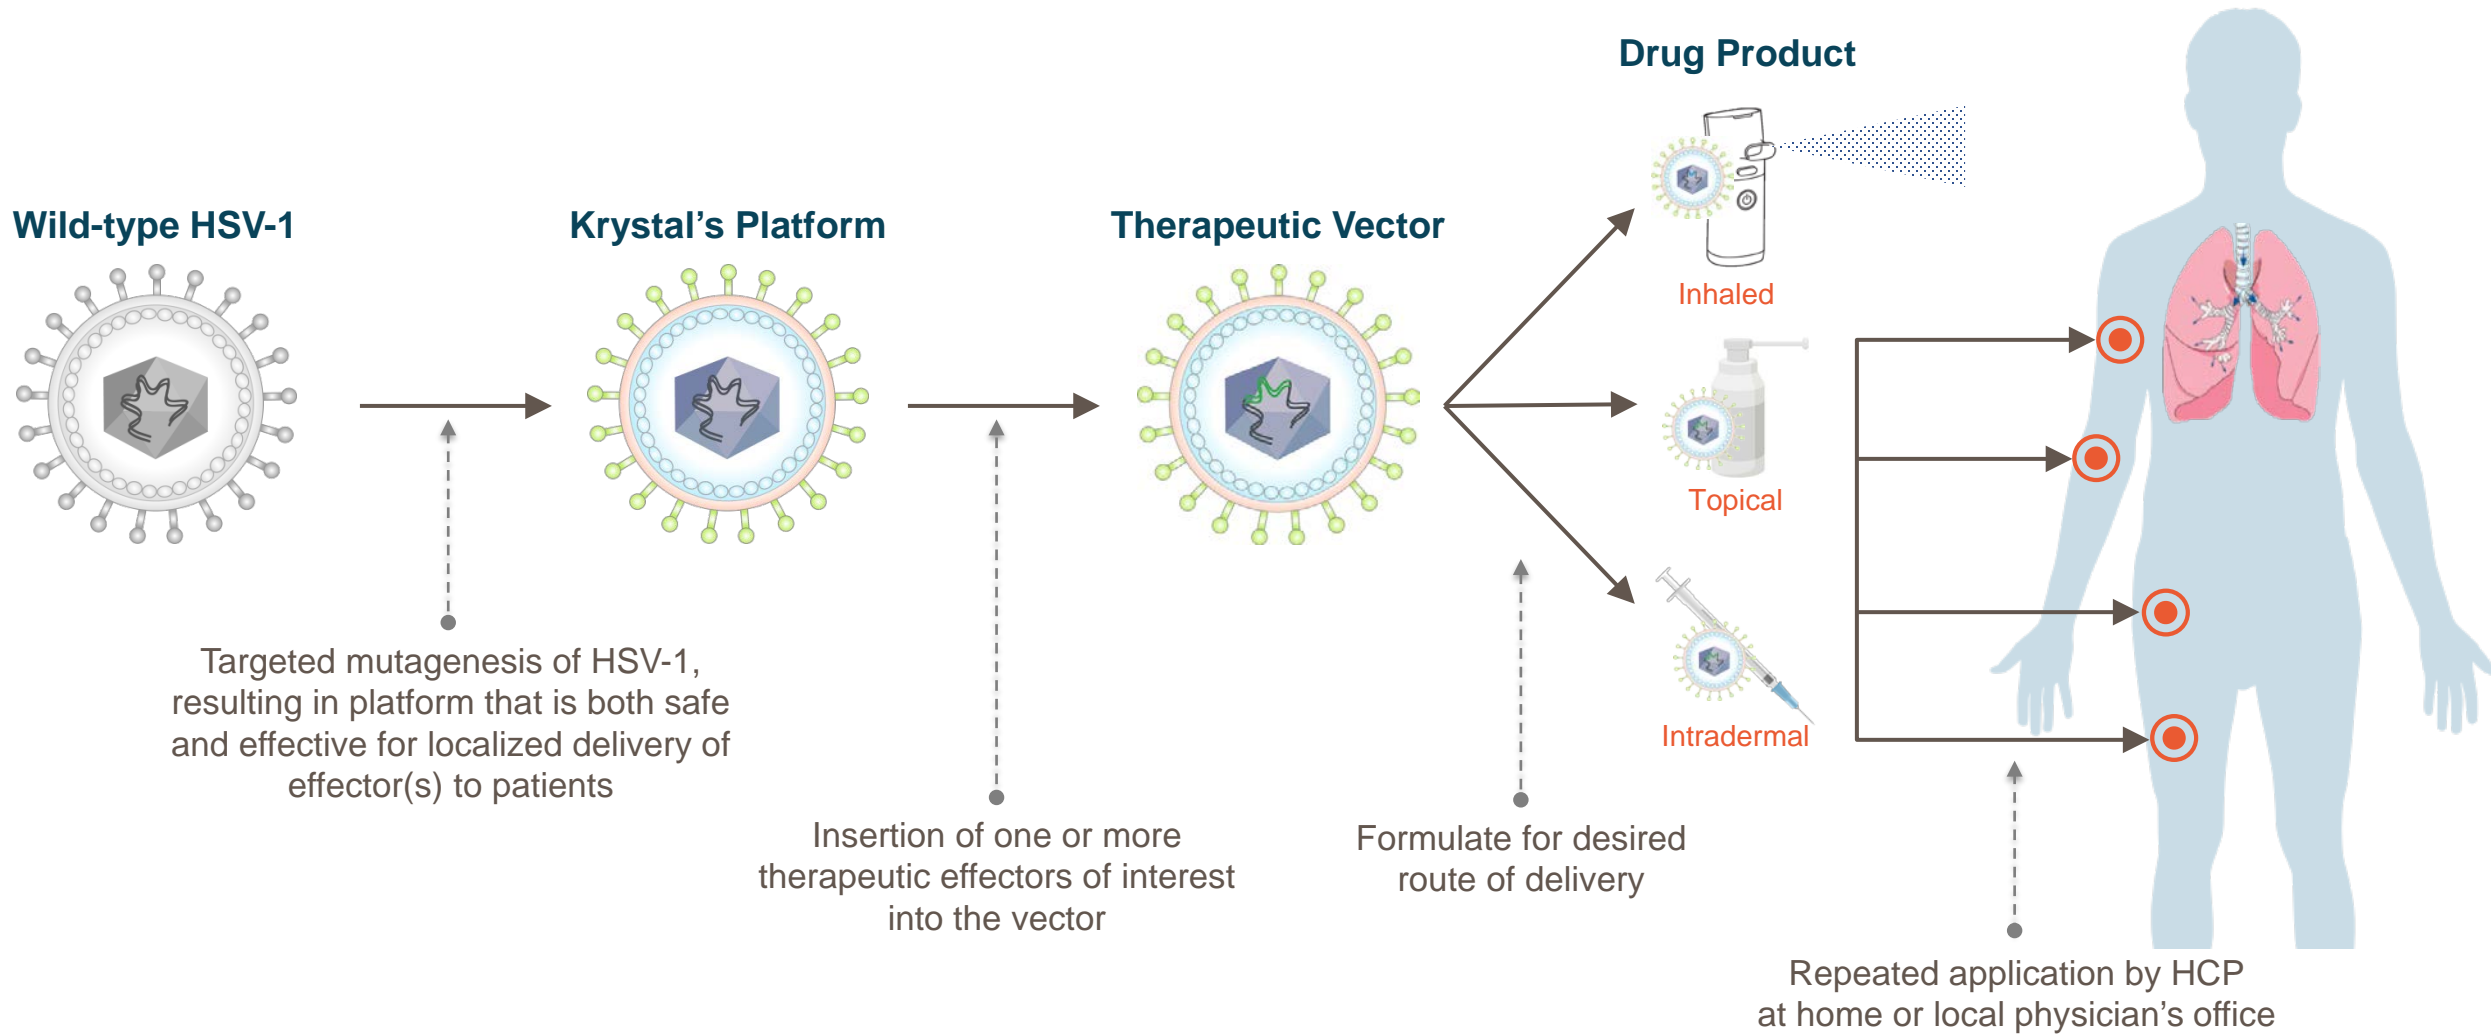 Drug Product
Wild-type HSV-1
Krystal's Platform
Therapeutic Vector
Inhaled
Topical
Intradermal
Targeted mutagenesis of HSV-1,
resulting in platform that is both safe
and effective for localized delivery of
effector(s) to patients
Insertion of one or more
therapeutic effectors of interest
into the vector
Formulate for desired
route of delivery
Repeated application by HCP
at home or local physician's office